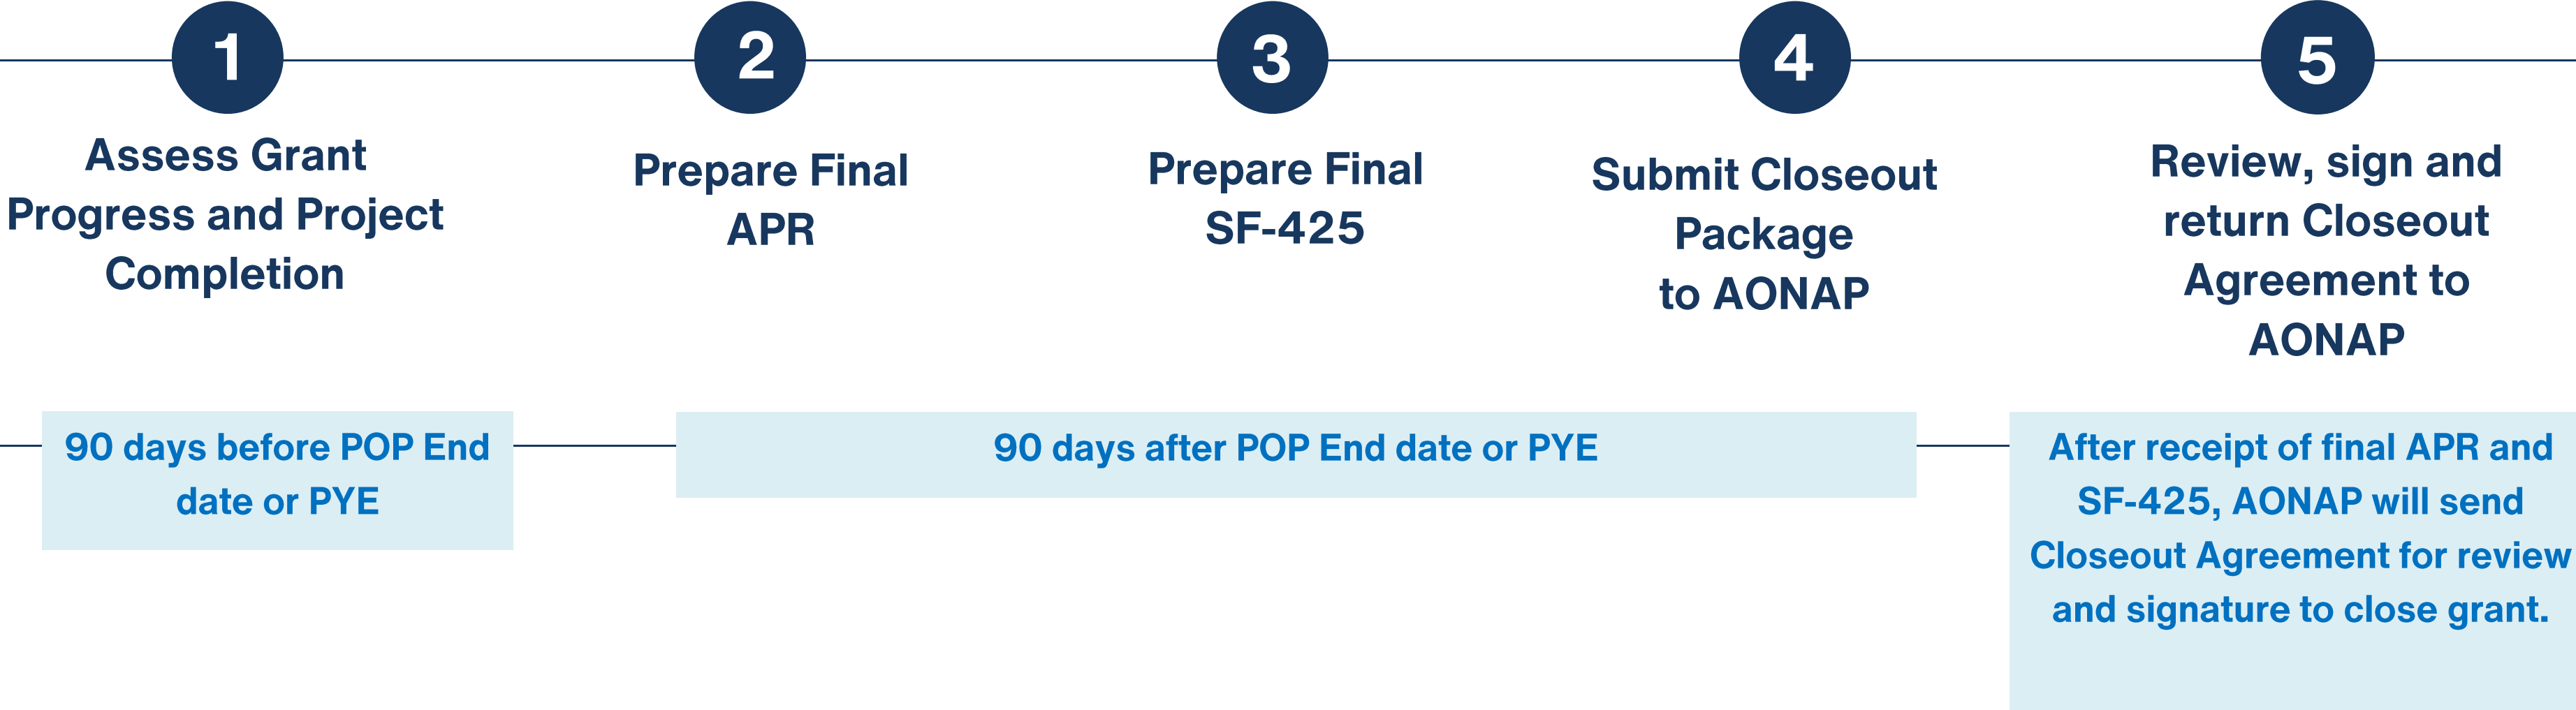 1
Assess Grant
Progress and Project
Completion
2
Prepare Final
APR
3
Prepare Final
SF-425
4
Submit Closeout
Package
to AONAP
5
Review, sign and
return Closeout
Agreement to
AONAP
90 days before POP End
date or PYE
90 days after POP End date or PYE
After receipt of final APR and
SF-425, AONAP will send
Closeout Agreement for review
and signature to close grant.